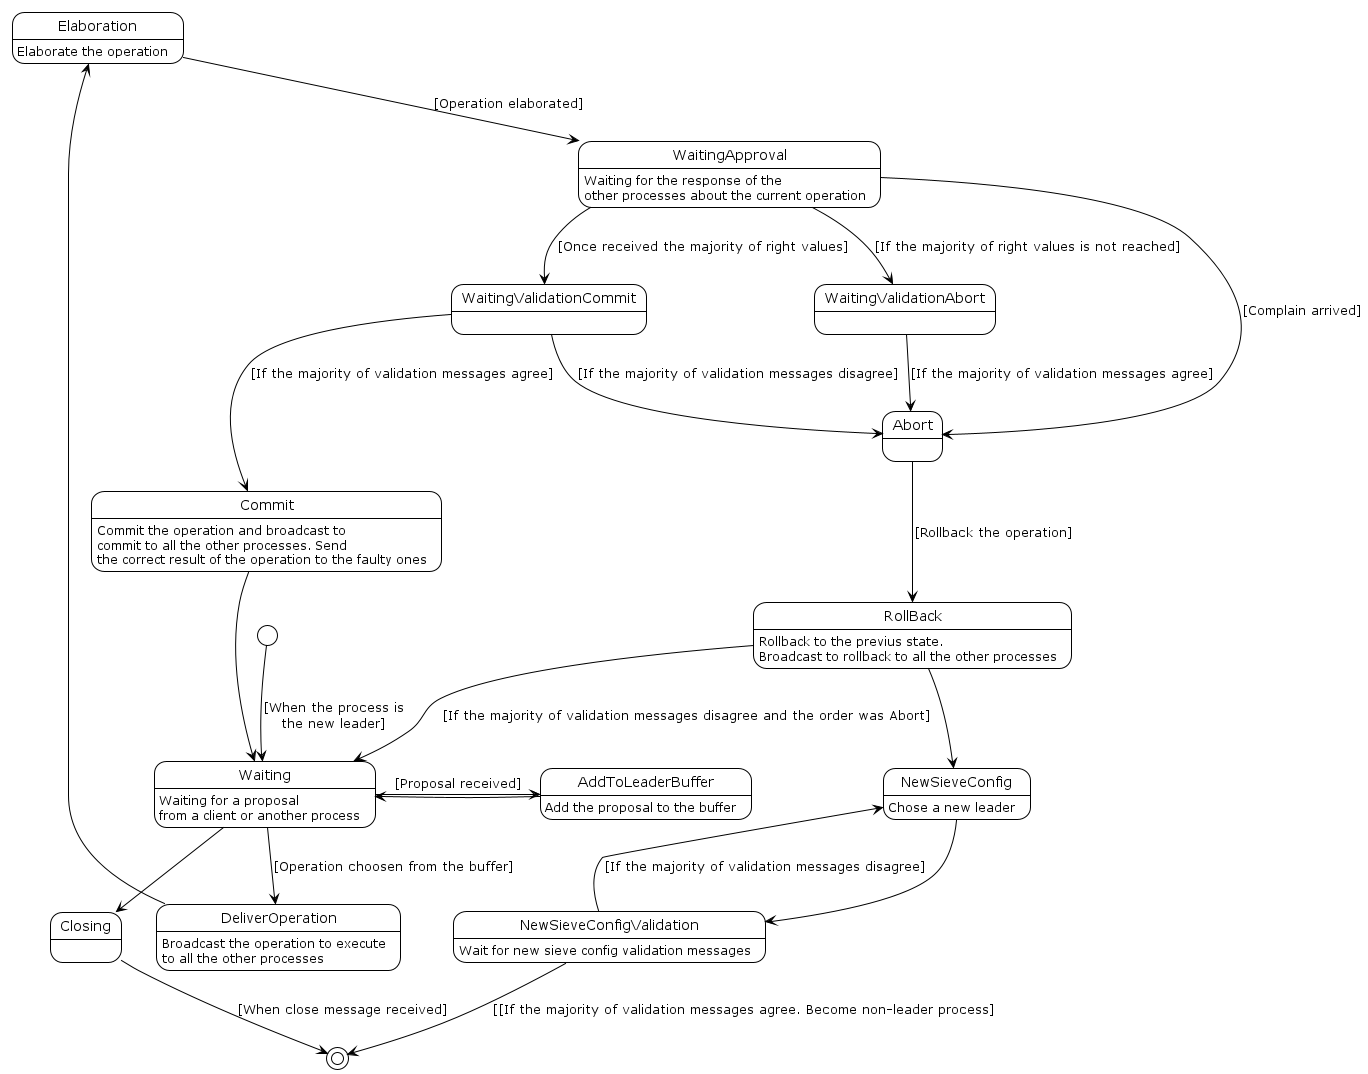 Elaboration
Elaborate the operation
[Operation elaborated]
WaitingApproval
Waiting for the response of the
other processes about the current operation
[Once received the majority of right values]
[If the majority of right values is not reached]
WaitingValidationCommit
WaitingValidationAbort
[Complain arrived]
[If the majority of validation messages agree]
[If the majority of validation messages disagree]
[If the majority of validation messages agree]
Abort
Commit
Commit the operation and broadcast to
commit to all the other processes. Send
the correct result of the operation to the faulty ones
[Rollback the operation]
RollBack
Rollback to the previus state.
Broadcast to rollback to all the other processes
[When the process is
the new leader]
[If the majority of validation messages disagree and the order was Abort]
Waiting
Waiting for a proposal
from a client or another process
[Proposal received]
AddToLeaderBuffer
Add the proposal to the buffer
NewSieveConfig
Chose a new leader
[Operation choosen from the buffer]
[If the majority of validation messages disagree]
Closing
DeliverOperation
Broadcast the operation to execute
to all the other processes
NewSieveConfigValidation
Wait for new sieve config validation messages
[When close message received]
[[If the majority of validation messages agree. Become non-leader process]